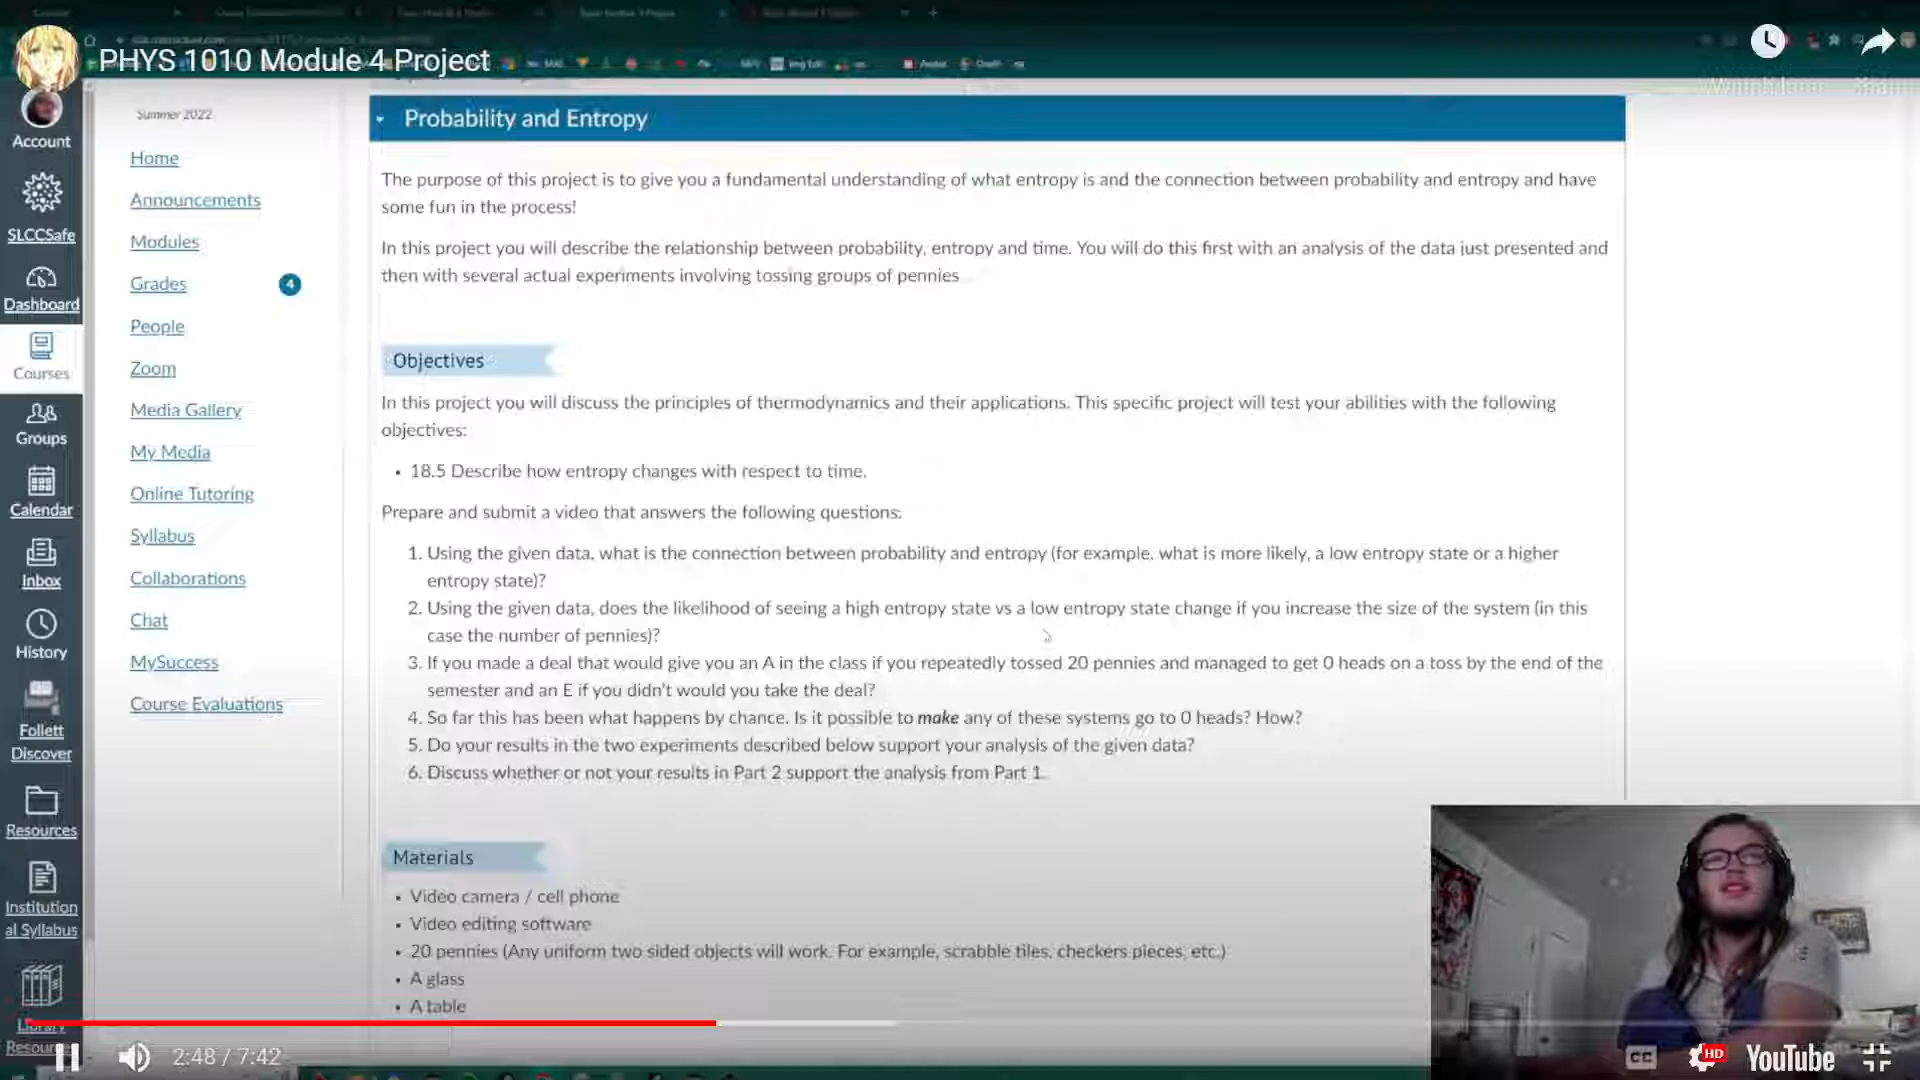 PHYS 1010 Module 4 Project
Account
SLCCSafe
Dashboard
Courses
Groups
Calendar
Inbox
History
Follett
Discover
Resources
Institution
al Syllabus
Library
Summer 2022
Home
Announcements
Modules
Grades
4
People
Zoom
Media Gallery
My Media
Online Tutoring
Syllabus
Collaborations
Chat
MySuccess
Course Evaluations
Probability and Entropy
The purpose of this project is to give you a fundamental understanding of what entropy is and the connection between probability and entropy and have
some fun in the process!
In this project you will describe the relationship between probability, entropy and time. You will do this first with an analysis of the data just presented and
then with several actual experiments involving tossing groups of pennies
Objectives
In this project you will discuss the principles of thermodynamics and their applications. This specific project will test your abilities with the following
objectives:
• 18.5 Describe how entropy changes with respect to time.
Prepare and submit a video that answers the following questions:
1. Using the given data, what is the connection between probability and entropy (for example, what is more likely, a low entropy state or a higher
entropy state)?
2. Using the given data, does the likelihood of seeing a high entropy state vs a low entropy state change if you increase the size of the system (in this
case the number of pennies)?
3. If you made a deal that would give you an A in the class if you repeatedly tossed 20 pennies and managed to get 0 heads on a toss by the end of the
semester and an E if you didn't would you take the deal?
4. So far this has been what happens by chance. Is it possible to make any of these systems go to 0 heads? How?
5. Do your results in the two experiments described below support your analysis of the given data?
6. Discuss whether or not your results in Part 2 support the analysis from Part 1.
Materials
• Video camera / cell phone
• Video editing software
• 20 pennies (Any uniform two sided objects will work. For example, scrabble tiles, checkers pieces, etc.)
• A glass
• A table
2:48 / 7:42
CC
HD
YouTube